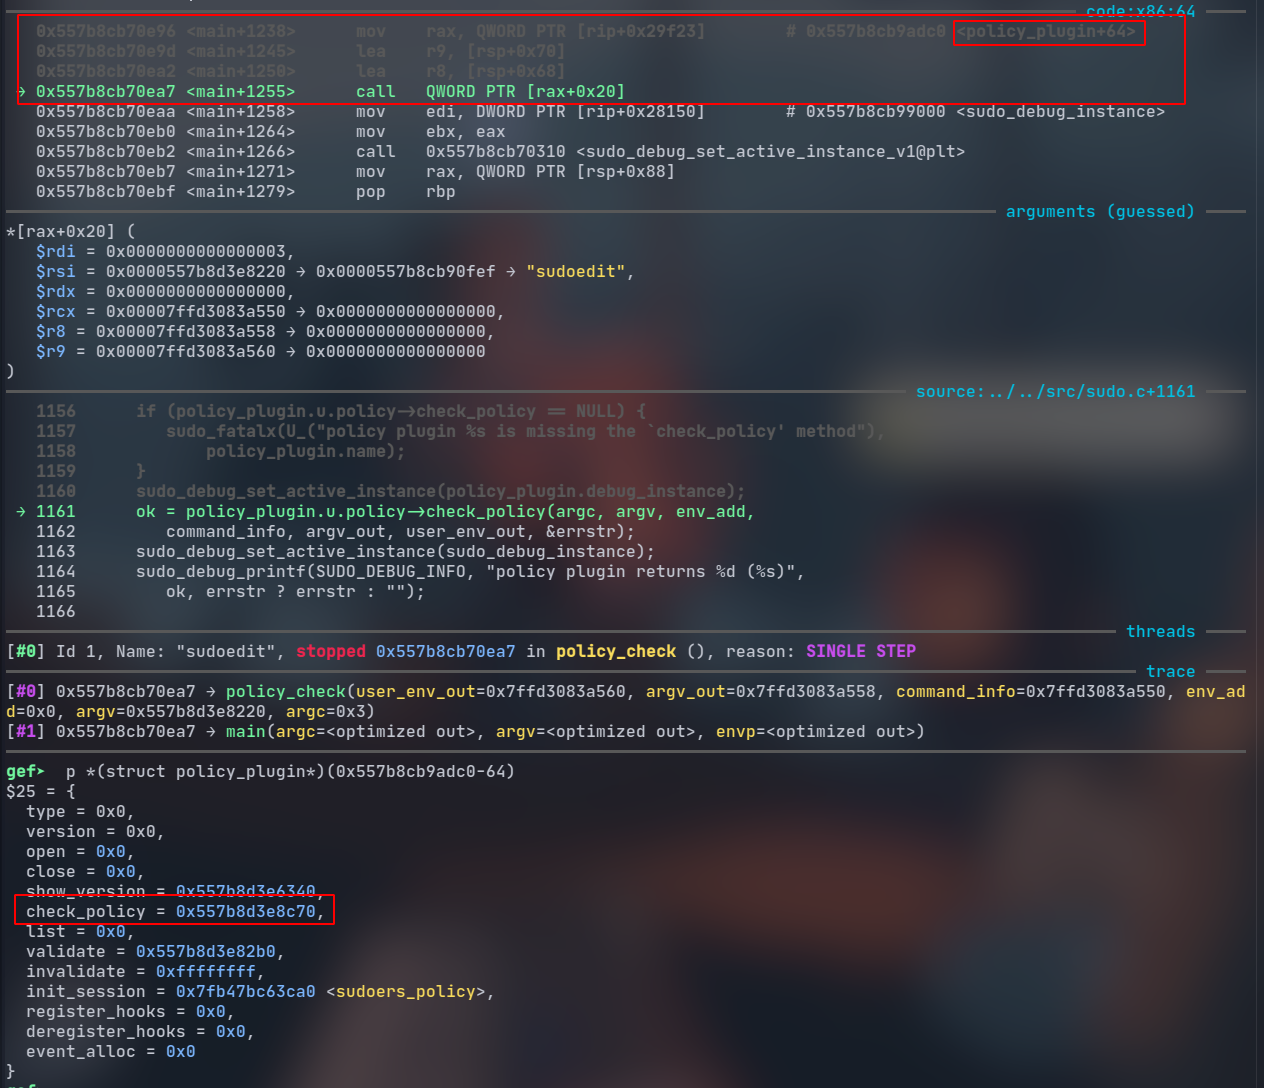 code:x86:64
0x557b8cb70e96 <main+1238>      mov    rax, QWORD PTR [rip+0x29f23]        # 0x557b8cb9adc0 <policy_plugin+64>
0x557b8cb70e9d <main+1245>      lea    r9, [rsp+0x70]
0x557b8cb70ea2 <main+1250>      lea    r8, [rsp+0x68]
→ 0x557b8cb70ea7 <main+1255>      call   QWORD PTR [rax+0x20]
0x557b8cb70eaa <main+1258>      mov    edi, DWORD PTR [rip+0x28150]        # 0x557b8cb99000 <sudo_debug_instance>
0x557b8cb70eb0 <main+1264>      mov    ebx, eax
0x557b8cb70eb2 <main+1266>      call   0x557b8cb70310 <sudo_debug_set_active_instance_v1@plt>
0x557b8cb70eb7 <main+1271>      mov    rax, QWORD PTR [rsp+0x88]
0x557b8cb70ebf <main+1279>      pop    rbp
arguments (guessed)
*[rax+0x20] (
$rdi = 0x0000000000000003,
$rsi = 0x0000557b8d3e8220 → 0x0000557b8cb90fef → "sudoedit",
$rdx = 0x0000000000000000,
$rcx = 0x00007ffd3083a550 → 0x0000000000000000,
$r8 = 0x00007ffd3083a558 → 0x0000000000000000,
$r9 = 0x00007ffd3083a560 → 0x0000000000000000
)
source:../../src/sudo.c+1161
1156      if (policy_plugin.u.policy->check_policy == NULL) {
1157         sudo_fatalx(U_("policy plugin %s is missing the `check_policy' method"),
1158             policy_plugin.name);
1159      }
1160      sudo_debug_set_active_instance(policy_plugin.debug_instance);
→ 1161      ok = policy_plugin.u.policy->check_policy(argc, argv, env_add,
1162         command_info, argv_out, user_env_out, &errstr);
1163      sudo_debug_set_active_instance(sudo_debug_instance);
1164      sudo_debug_printf(SUDO_DEBUG_INFO, "policy plugin returns %d (%s)",
1165         ok, errstr ? errstr : "");
1166
threads
[#0] Id 1, Name: "sudoedit", stopped 0x557b8cb70ea7 in policy_check (), reason: SINGLE STEP
trace
[#0] 0x557b8cb70ea7 → policy_check(user_env_out=0x7ffd3083a560, argv_out=0x7ffd3083a558, command_info=0x7ffd3083a550, env_ad
d=0x0, argv=0x557b8d3e8220, argc=0x3)
[#1] 0x557b8cb70ea7 → main(argc=<optimized out>, argv=<optimized out>, envp=<optimized out>)
gef➤  p *(struct policy_plugin*)(0x557b8cb9adc0-64)
$25 = {
type = 0x0,
version = 0x0,
open = 0x0,
close = 0x0,
show_version = 0x557b8d3e6340,
check_policy = 0x557b8d3e8c70,
list = 0x0,
validate = 0x557b8d3e82b0,
invalidate = 0xffffffff,
init_session = 0x7fb47bc63ca0 <sudoers_policy>,
register_hooks = 0x0,
deregister_hooks = 0x0,
event_alloc = 0x0
}